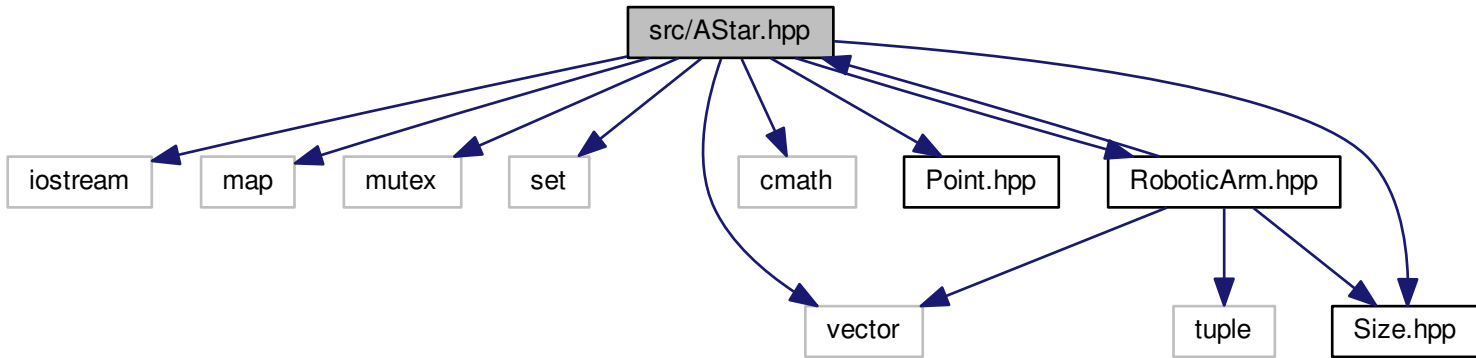 src/AStar.hpp
iostream
map
mutex
set
cmath
Point.hpp
RoboticArm.hpp
vector
tuple
Size.hpp